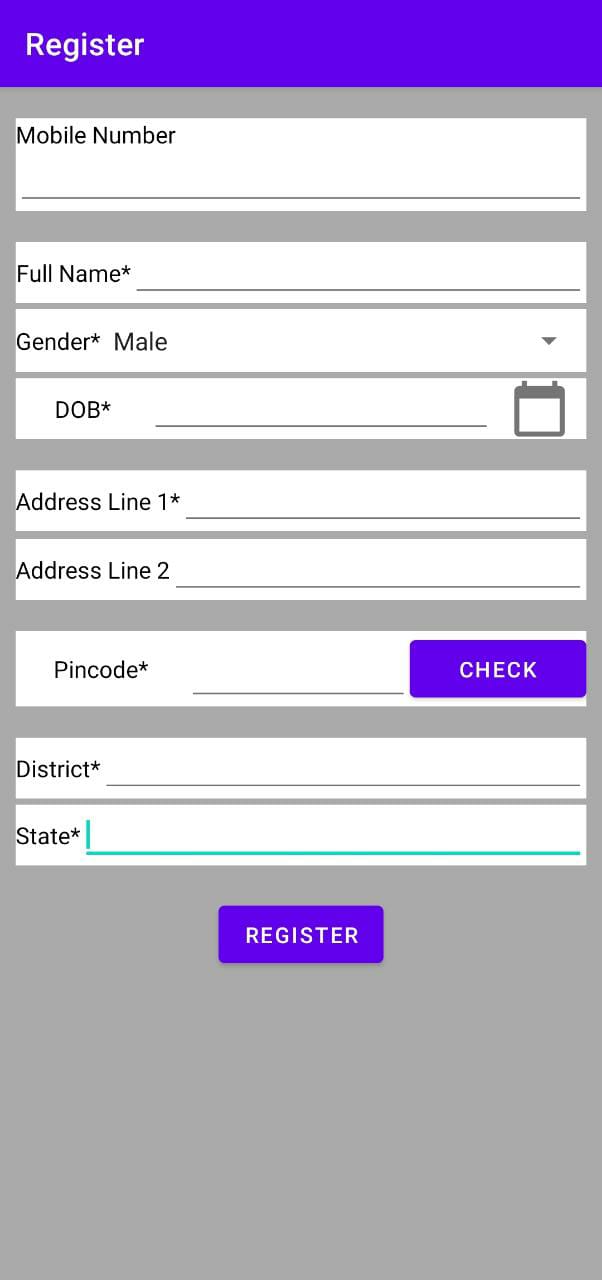 Register
Mobile Number
Full Name*
Gender* Male
DOB*
Address Line 1*
Address Line 2
Pincode* CHECK
District*
State*
REGISTER